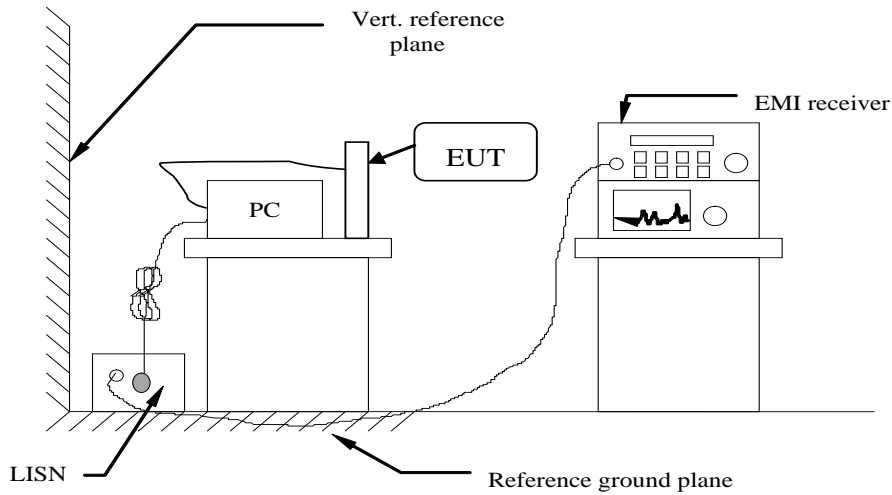 Vert. reference
plane
EMI receiver
EUT
PC
LISN
Reference ground plane